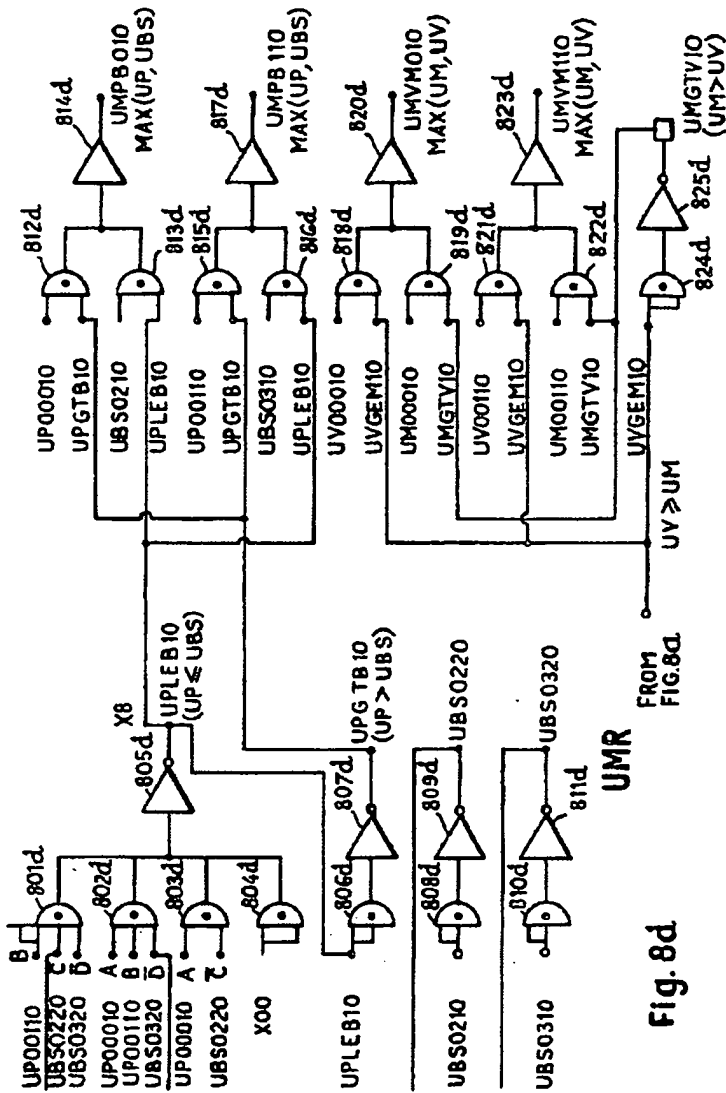 UP00110
B
UBS0220
C̅
UBS0320
D̅
801d
UP00010
A
UP00110
B
UBS0320
D̅
802d
UP00010
A
UBS0220
C̅
803d
X00
804d
805d
X8
UPLEB10
(UP ≤ UBS)
UPLEB10
806d
807d
UPGTB10
(UP > UBS)
UBS0210
808d
809d
UBS0220
UBS0310
810d
811d
UBS0320
UP00010
UPGTB10
812d
UBS0210
UPLEB10
813d
814d
UMPB010
MAX(UP, UBS)
UP00110
UPGTB10
815d
UBS0310
UPLEB10
816d
817d
UMPB110
MAX(UP, UBS)
UV00010
UVGEM10
818d
UM00010
UMGTV10
819d
820d
UMVM010
MAX(UM, UV)
UV00110
UVGEM10
821d
UM00110
UMGTV10
822d
823d
UMVM110
MAX(UM, UV)
UVGEM10
824d
825d
UMGTV10
(UM>UV)
UV ≥ UM
FROM
FIG.8a
UMR
Fig. 8d